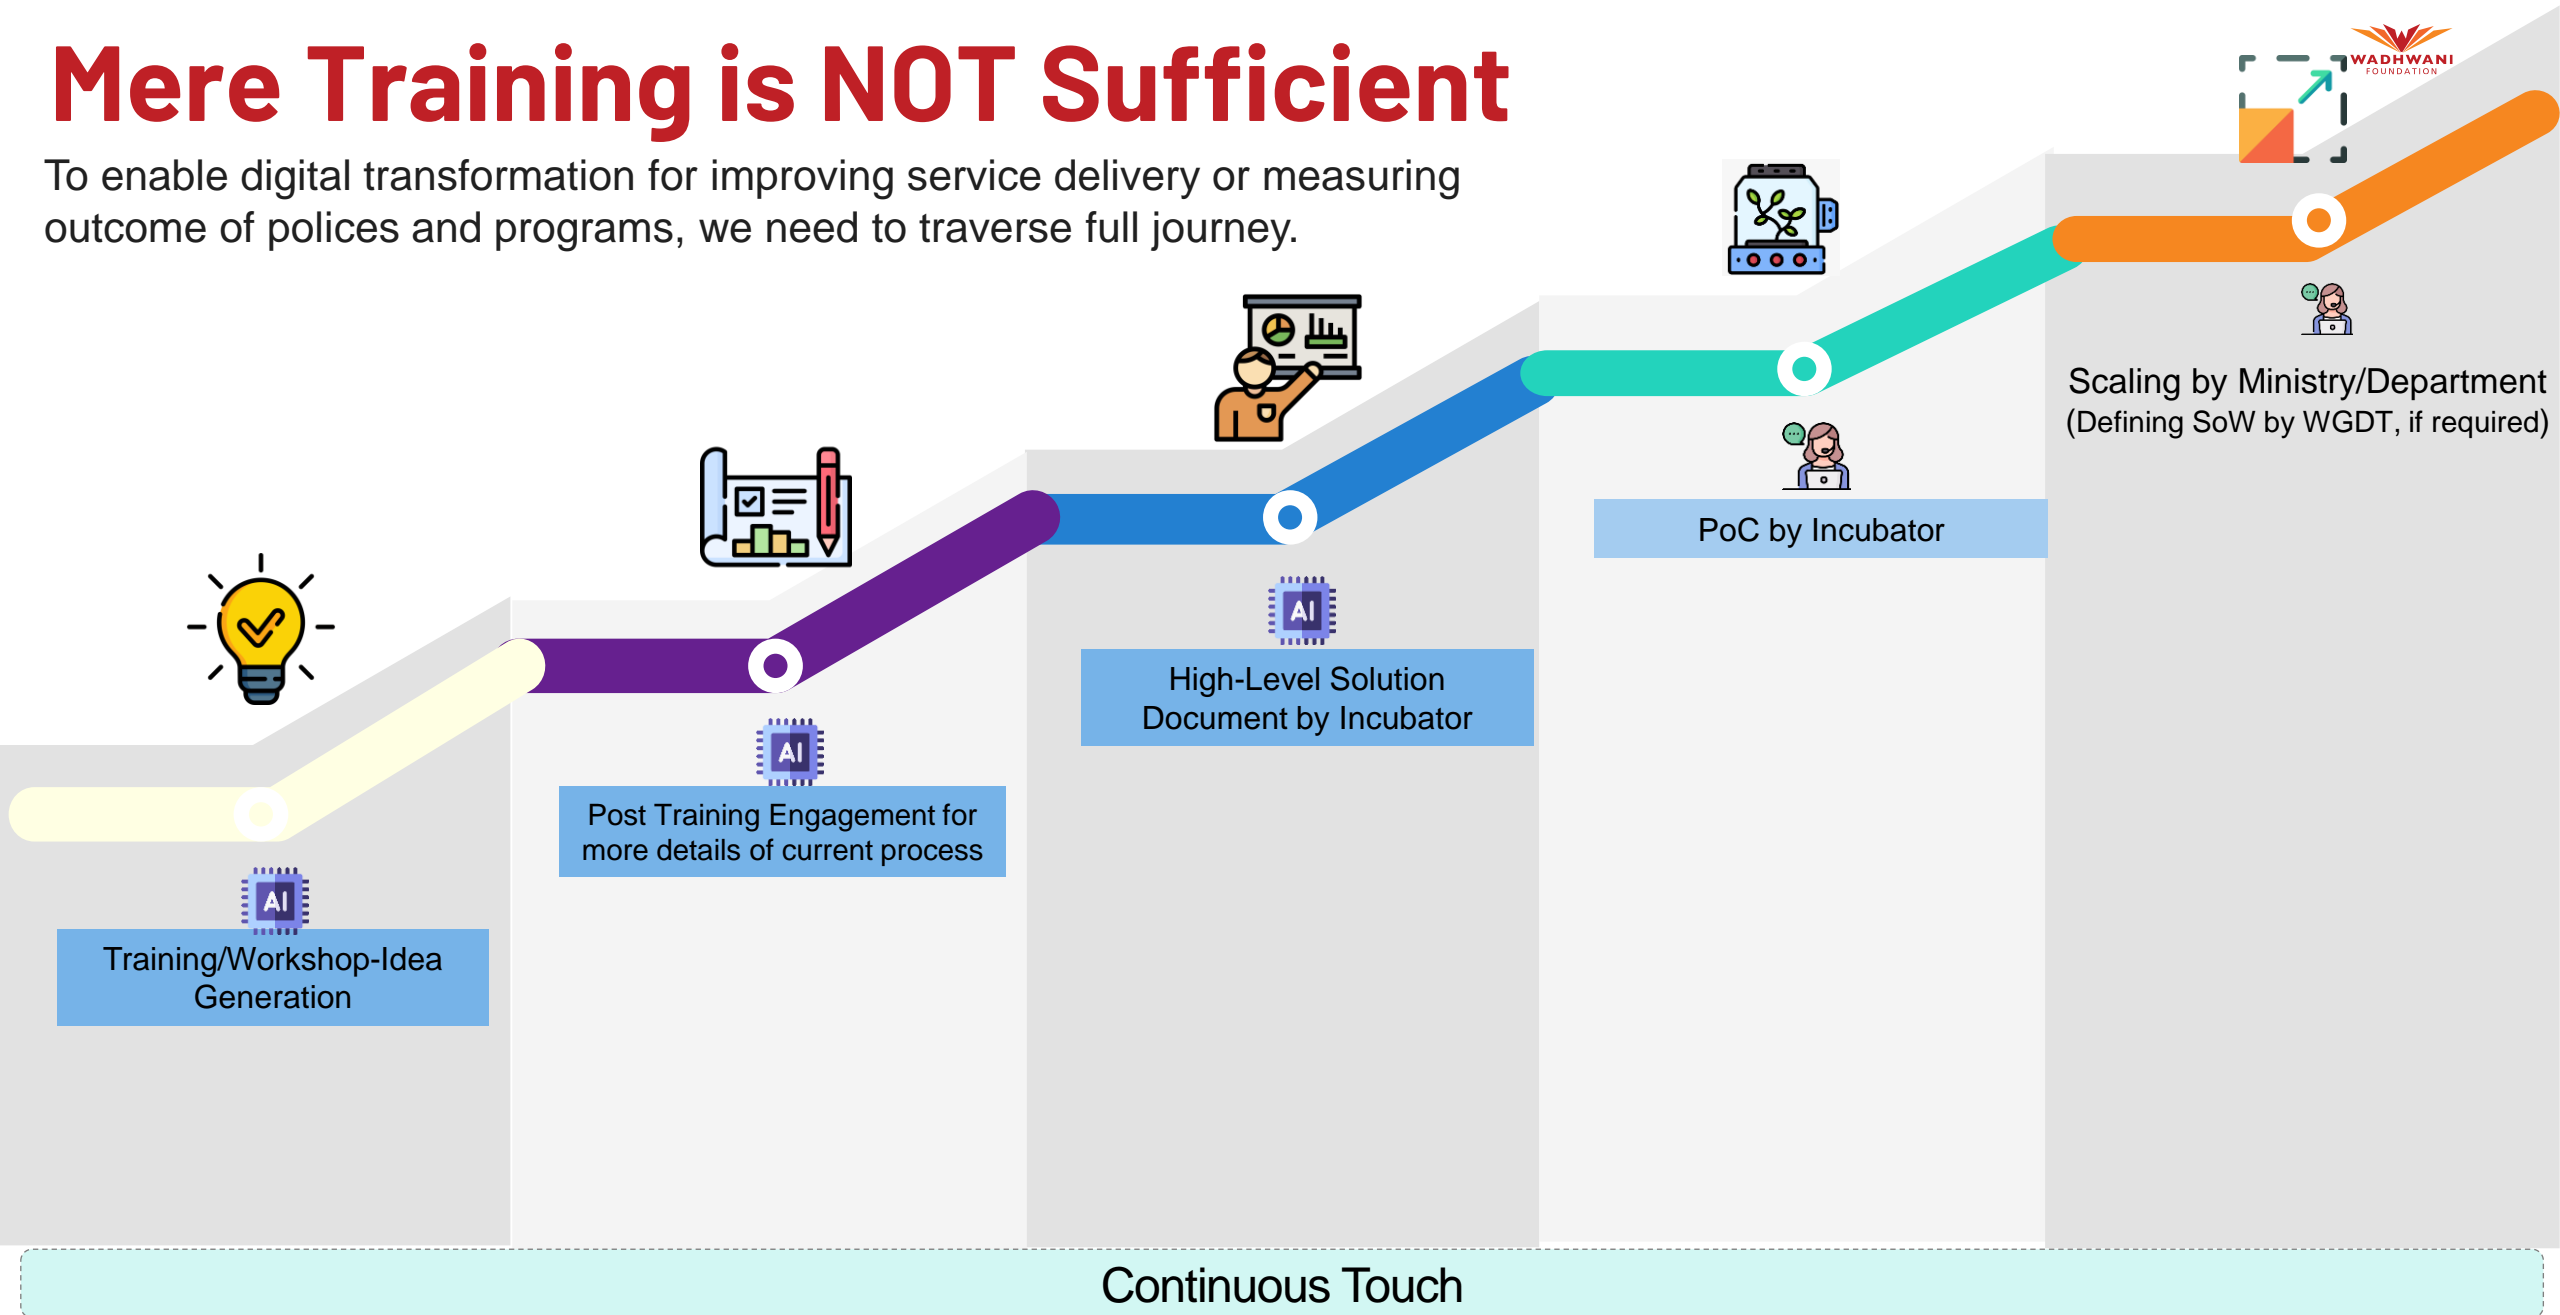 Mere Training is NOT Sufficient
WADHWANI
FOUNDATION
To enable digital transformation for improving service delivery or measuring
outcome of polices and programs, we need to traverse full journey.
Scaling by Ministry/Department
(Defining SoW by WGDT, if required)
PoC by Incubator
AI
High-Level Solution
Document by Incubator
AI
Post Training Engagement for
more details of current process
AI
Training/Workshop-Idea
Generation
Continuous Touch